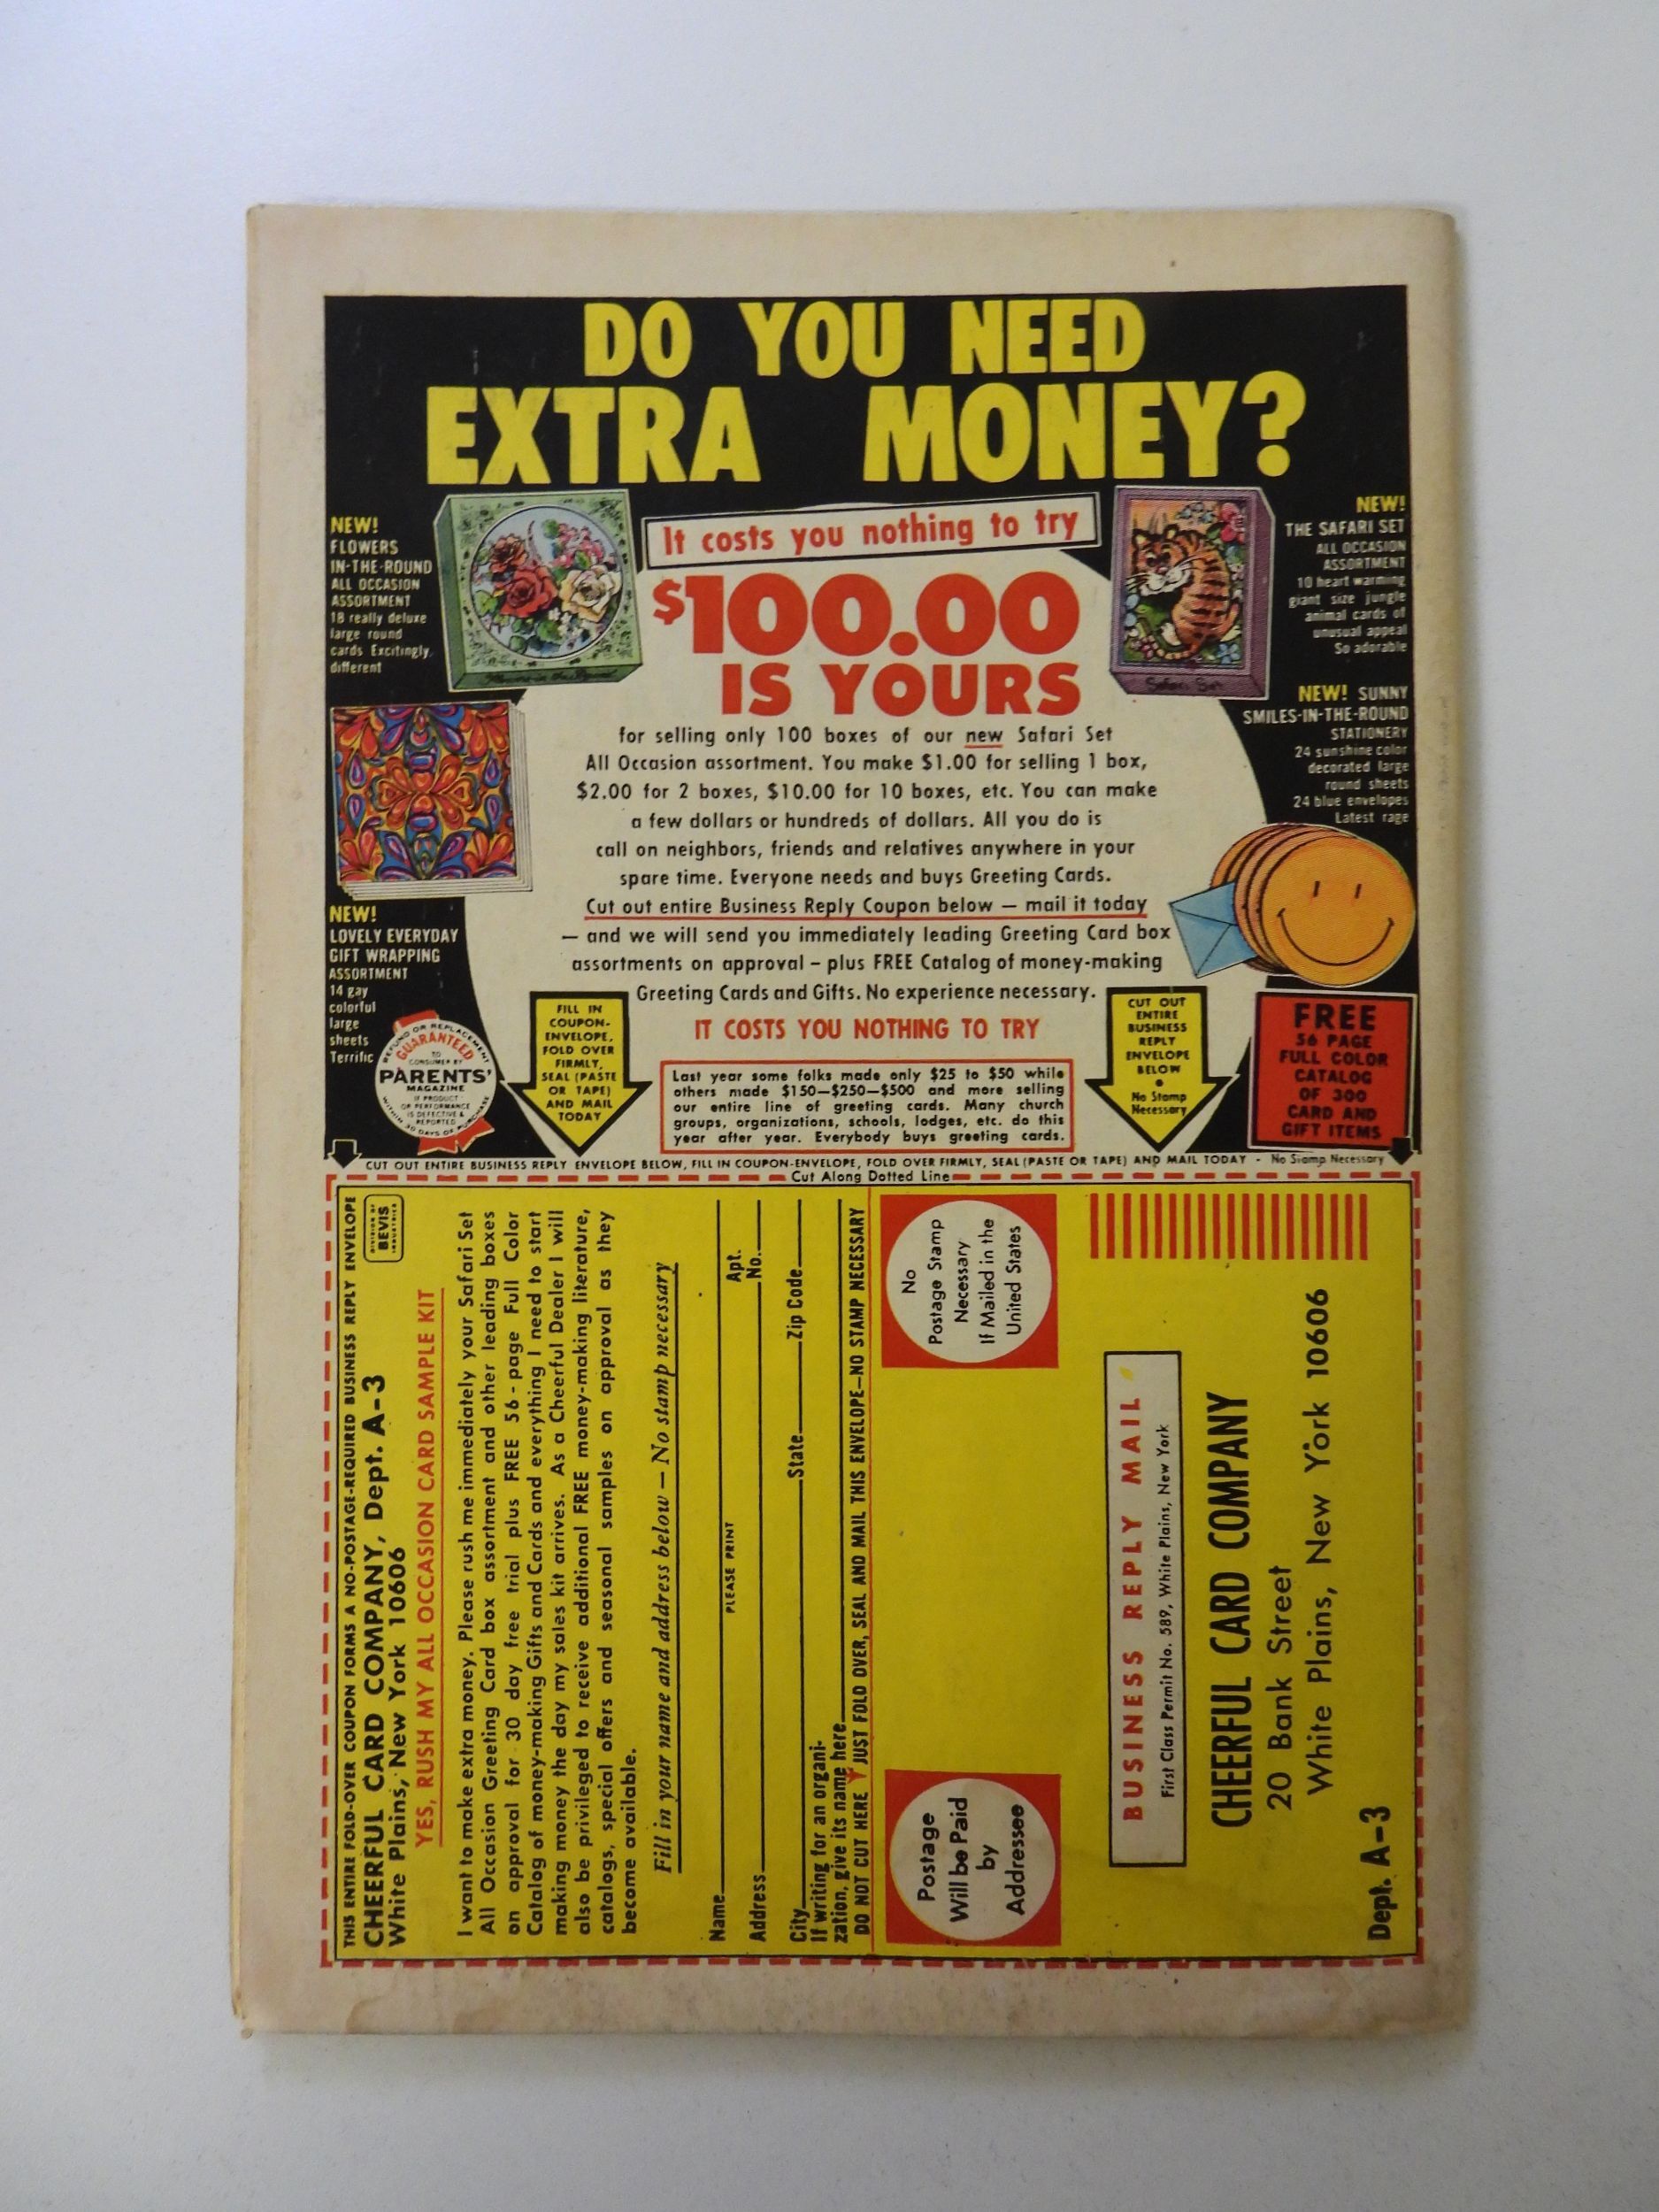 DO YOU NEED
EXTRA MONEY?
NEW!
FLOWERS
IN-THE-ROUND
ALL OCCASION
ASSORTMENT
18 really deluxe
large round
cards Excitingly
different
It costs you nothing to try
$100.00
IS YOURS
Safari Set
NEW!
THE SAFARI SET
ALL OCCASION
ASSORTMENT
10 heart warming
giant size jungle
animal cards of
unusual appeal
So adorable
NEW! SUNNY
SMILES-IN-THE-ROUND
STATIONERY
24 sunshine color
decorated large
round sheets
24 blue envelopes
Latest rage
for selling only 100 boxes of our new Safari Set
All Occasion assortment. You make $1.00 for selling 1 box,
$2.00 for 2 boxes, $10.00 for 10 boxes, etc. You can make
a few dollars or hundreds of dollars. All you do is
call on neighbors, friends and relatives anywhere in your
spare time. Everyone needs and buys Greeting Cards.
Cut out entire Business Reply Coupon below — mail it today
— and we will send you immediately leading Greeting Card box
assortments on approval – plus FREE Catalog of money-making
Greeting Cards and Gifts. No experience necessary.
IT COSTS YOU NOTHING TO TRY
NEW!
LOVELY EVERYDAY
GIFT WRAPPING
ASSORTMENT
14 gay
colorful
large
sheets
Terrific
REFUND OR REPLACEMENT
GUARANTEED
TO
CONSUMER BY
PARENTS'
MAGAZINE
IF PRODUCT
OR PERFORMANCE
IS DEFECTIVE &
REPORTED
WITHIN 30 DAYS OF PURCHASE
FILL IN
COUPON-
ENVELOPE,
FOLD OVER
FIRMLY,
SEAL (PASTE
OR TAPE)
AND MAIL
TODAY
Last year some folks made only $25 to $50 while
others made $150—$250—$500 and more selling
our entire line of greeting cards. Many church
groups, organizations, schools, lodges, etc. do this
year after year. Everybody buys greeting cards.
CUT OUT
ENTIRE
BUSINESS
REPLY
ENVELOPE
BELOW
•
No Stamp
Necessary
FREE
56 PAGE
FULL COLOR
CATALOG
OF 300
CARD AND
GIFT ITEMS
CUT OUT ENTIRE BUSINESS REPLY ENVELOPE BELOW, FILL IN COUPON-ENVELOPE, FOLD OVER FIRMLY, SEAL (PASTE OR TAPE) AND MAIL TODAY - No Stamp Necessary
Cut Along Dotted Line
THIS ENTIRE FOLD-OVER COUPON FORMS A NO-POSTAGE-REQUIRED BUSINESS REPLY ENVELOPE
CHEERFUL CARD COMPANY, Dept. A-3
White Plains, New York 10606
DIVISION OF
BEVIS
INDUSTRIES
YES, RUSH MY ALL OCCASION CARD SAMPLE KIT
I want to make extra money. Please rush me immediately your Safari Set
All Occasion Greeting Card box assortment and other leading boxes
on approval for 30 day free trial plus FREE 56-page Full Color
Catalog of money-making Gifts and Cards and everything I need to start
making money the day my sales kit arrives. As a Cheerful Dealer I will
also be privileged to receive additional FREE money-making literature,
catalogs, special offers and seasonal samples on approval as they
become available.
Fill in your name and address below — No stamp necessary
Name
PLEASE PRINT
Address Apt. No.
City State Zip Code
If writing for an organi-
zation, give its name here
DO NOT CUT HERE JUST FOLD OVER, SEAL AND MAIL THIS ENVELOPE—NO STAMP NECESSARY
Postage
Will be Paid
by
Addressee
No
Postage Stamp
Necessary
If Mailed in the
United States
BUSINESS REPLY MAIL
First Class Permit No. 589, White Plains, New York
CHEERFUL CARD COMPANY
20 Bank Street
White Plains, New York 10606
Dept. A-3